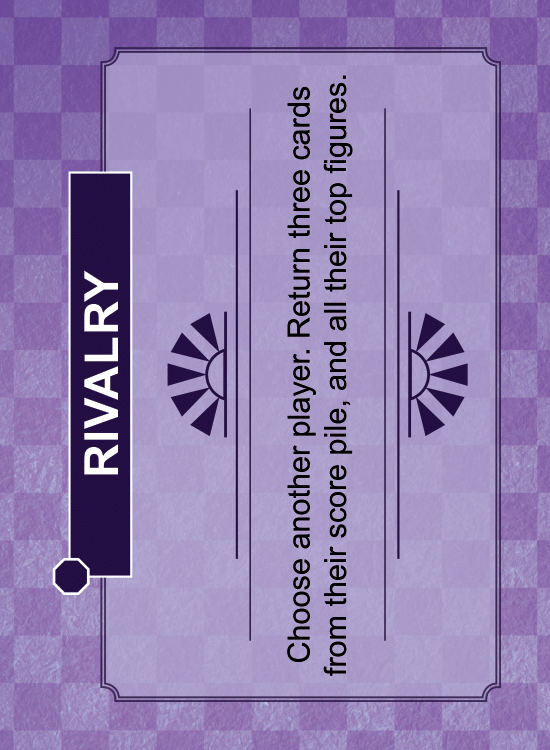 RIVALRY
Choose another player. Return three cards
from their score pile, and all their top figures.